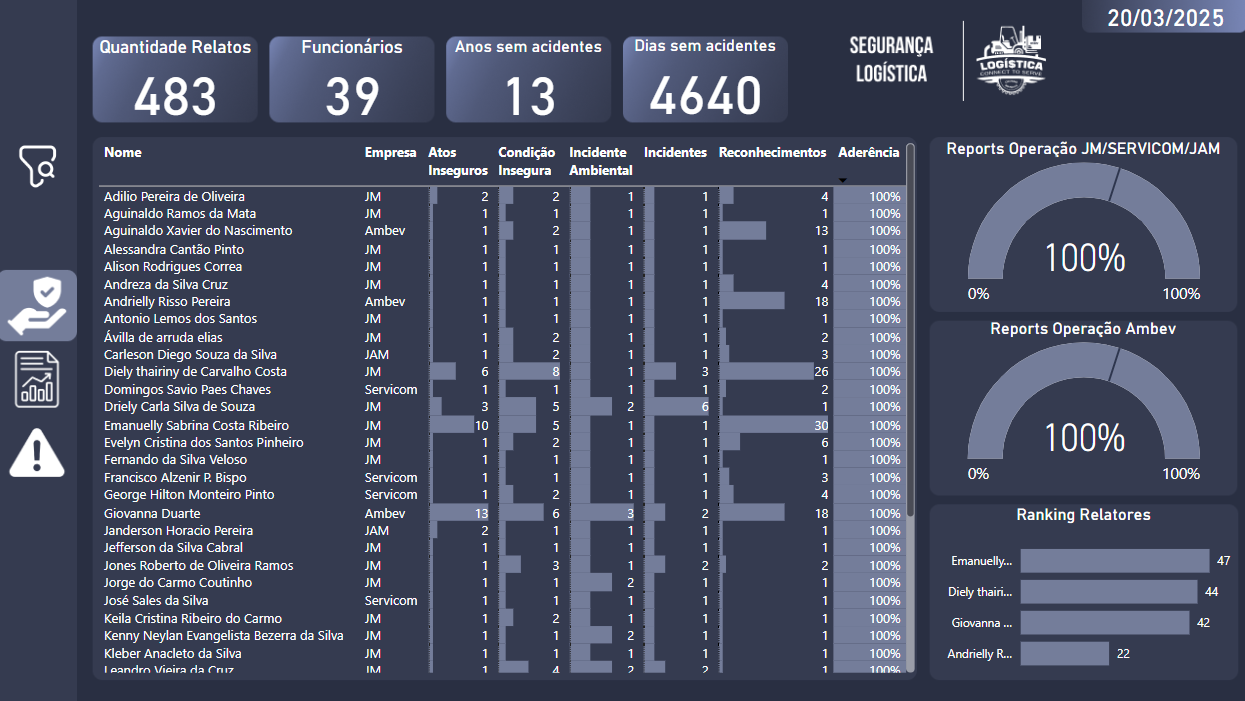 20/03/2025
Quantidade Relatos
483
Funcionários
39
Anos sem acidentes
13
Dias sem acidentes
4640
SEGURANÇA
LOGÍSTICA
LOGÍSTICA
CONNECT TO SERVE
Nome Empresa Atos Inseguros Condição Insegura Incidente Ambiental Incidentes Reconhecimentos Aderência
Adilio Pereira de Oliveira JM 2 2 1 1 4 100%
Aguinaldo Ramos da Mata JM 1 1 1 1 1 100%
Aguinaldo Xavier do Nascimento Ambev 1 2 1 1 13 100%
Alessandra Cantão Pinto JM 1 1 1 1 1 100%
Alison Rodrigues Correa JM 1 1 1 1 1 100%
Andreza da Silva Cruz JM 1 1 1 1 4 100%
Andrielly Risso Pereira Ambev 1 1 1 1 18 100%
Antonio Lemos dos Santos JM 1 1 1 1 1 100%
Ávilla de arruda elias JM 1 2 1 1 2 100%
Carleson Diego Souza da Silva JAM 1 2 1 1 3 100%
Diely thairiny de Carvalho Costa JM 6 8 1 3 26 100%
Domingos Savio Paes Chaves Servicom 1 1 1 1 2 100%
Driely Carla Silva de Souza JM 3 5 2 6 1 100%
Emanuelly Sabrina Costa Ribeiro JM 10 5 1 1 30 100%
Evelyn Cristina dos Santos Pinheiro JM 1 2 1 1 6 100%
Fernando da Silva Veloso JM 1 1 1 1 1 100%
Francisco Alzenir P. Bispo Servicom 1 1 1 1 3 100%
George Hilton Monteiro Pinto Servicom 1 2 1 1 4 100%
Giovanna Duarte Ambev 13 6 3 2 18 100%
Janderson Horacio Pereira JAM 2 1 1 1 1 100%
Jefferson da Silva Cabral JM 1 1 1 1 1 100%
Jones Roberto de Oliveira Ramos JM 1 3 1 2 2 100%
Jorge do Carmo Coutinho JM 1 1 2 1 1 100%
José Sales da Silva Servicom 1 1 1 1 1 100%
Keila Cristina Ribeiro do Carmo JM 1 2 1 1 1 100%
Kenny Neylan Evangelista Bezerra da Silva JM 1 1 2 1 1 100%
Kleber Anacleto da Silva JM 1 1 1 1 1 100%
Leandro Vieira da Cruz JM 1 4 2 2 1 100%
Reports Operação JM/SERVICOM/JAM
100%
0% 100%
Reports Operação Ambev
100%
0% 100%
Ranking Relatores
Emanuelly... 47
Diely thairi... 44
Giovanna ... 42
Andrielly R... 22